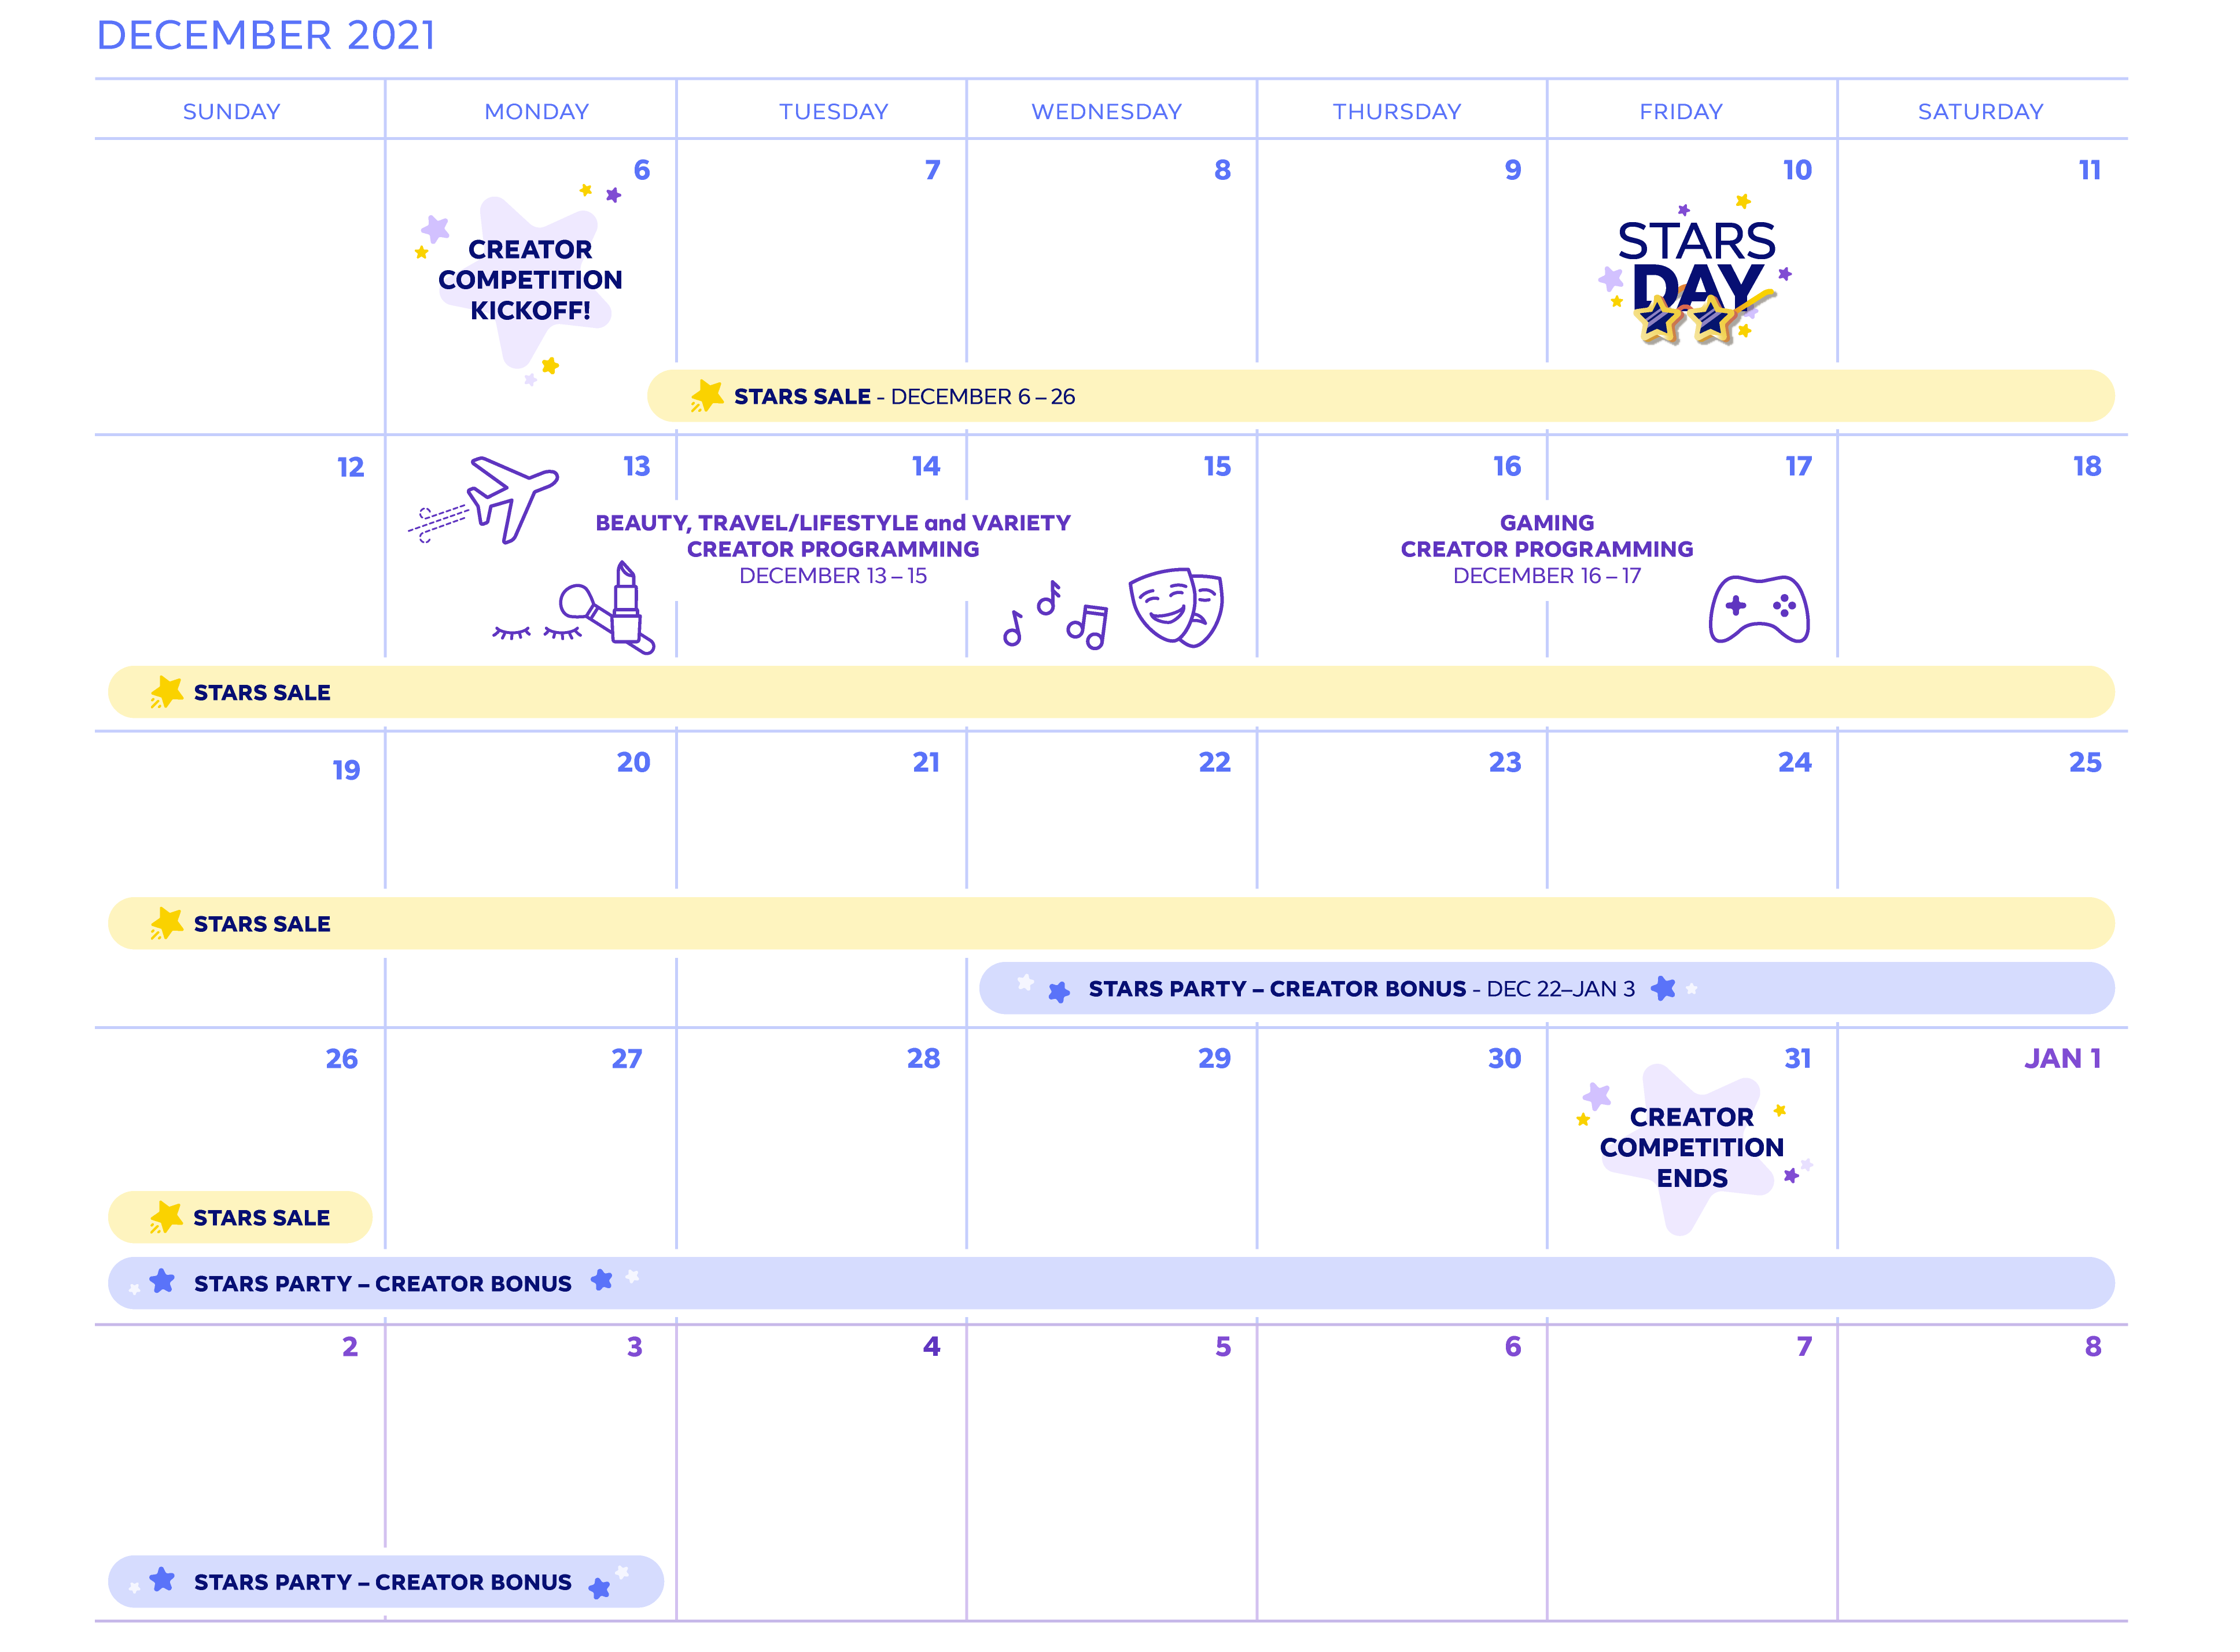 DECEMBER 2021
SUNDAY MONDAY TUESDAY WEDNESDAY THURSDAY FRIDAY SATURDAY
6 7 8 9 10 11
CREATOR
COMPETITION
KICKOFF!
STARS
DAY
STARS SALE - DECEMBER 6 – 26
12 13 14 15 16 17 18
BEAUTY, TRAVEL/LIFESTYLE and VARIETY
CREATOR PROGRAMMING
DECEMBER 13 – 15
GAMING
CREATOR PROGRAMMING
DECEMBER 16 – 17
STARS SALE
19 20 21 22 23 24 25
STARS SALE
STARS PARTY – CREATOR BONUS - DEC 22–JAN 3
26 27 28 29 30 31 JAN 1
CREATOR
COMPETITION
ENDS
STARS SALE
STARS PARTY – CREATOR BONUS
2 3 4 5 6 7 8
STARS PARTY – CREATOR BONUS